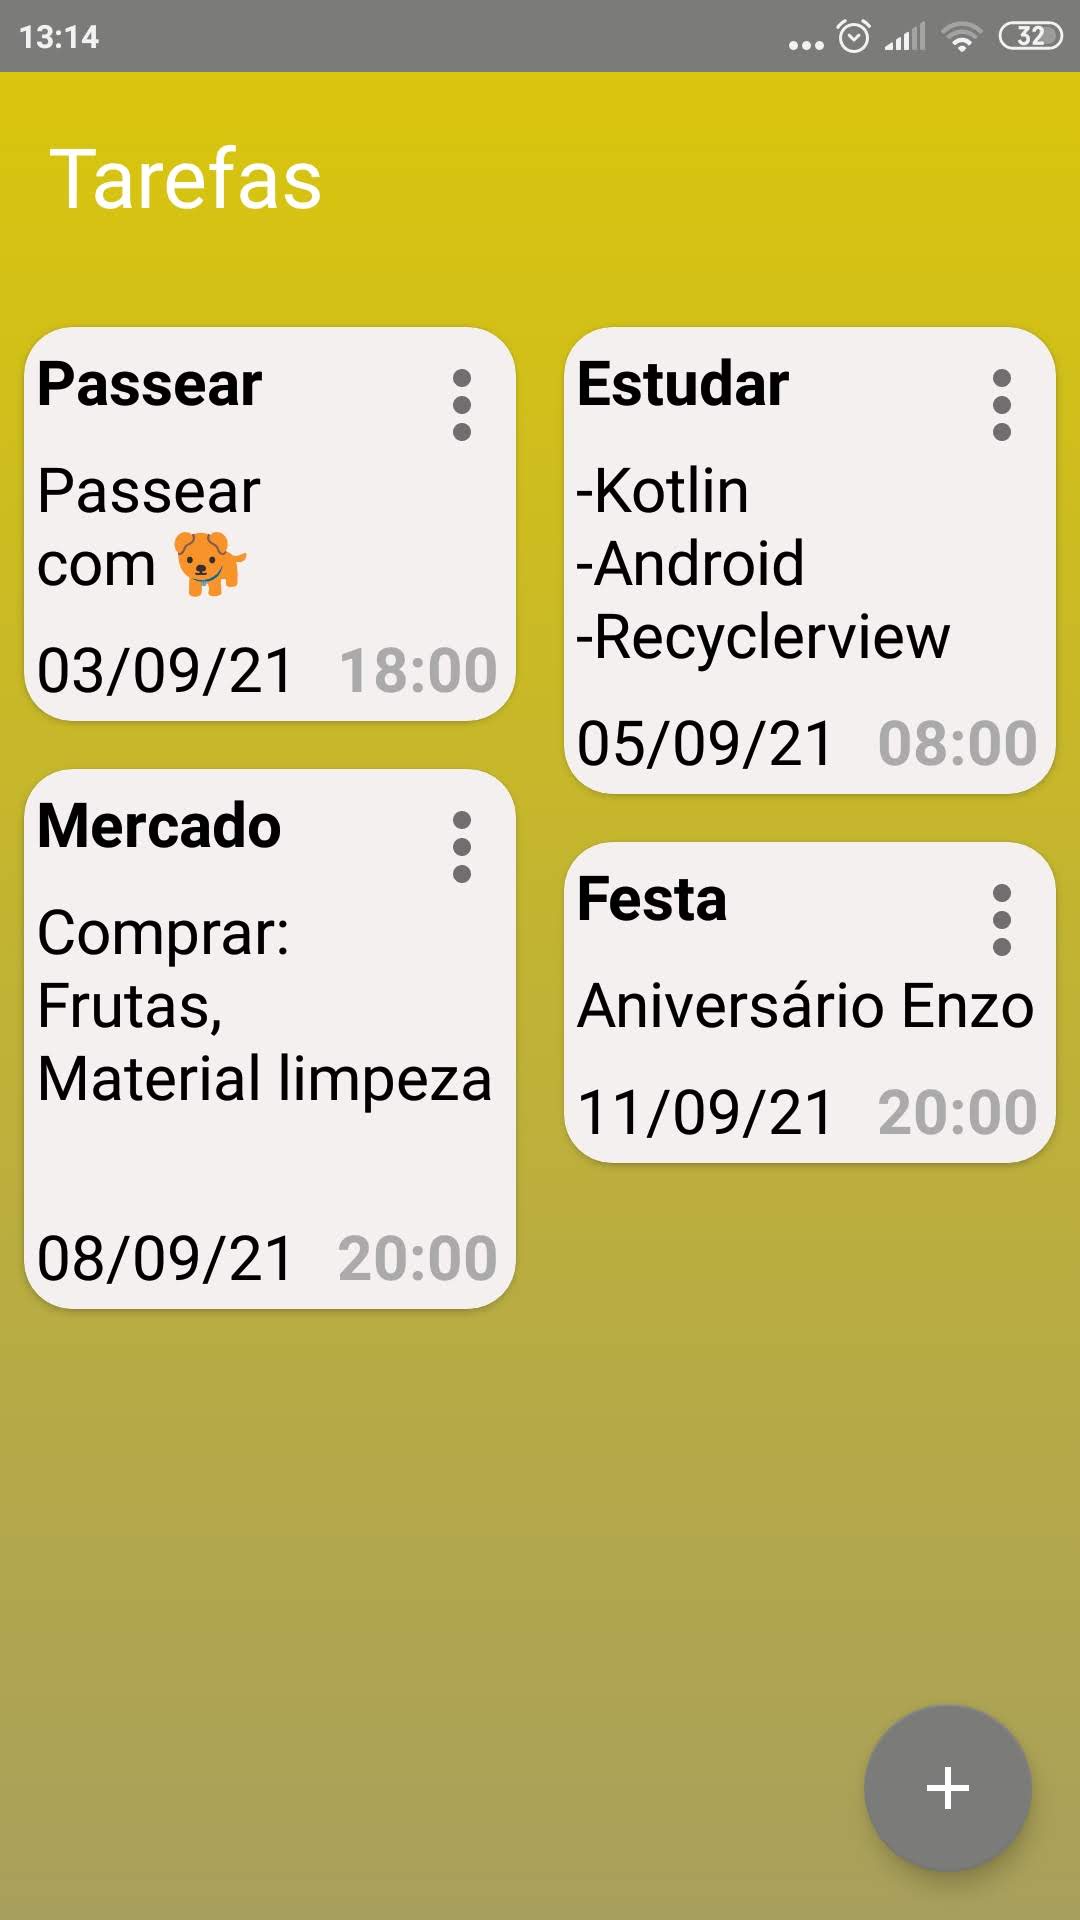 13:14
32
Tarefas
Passear
Passear
com 🐕
03/09/21 18:00
Estudar
-Kotlin
-Android
-Recyclerview
05/09/21 08:00
Mercado
Comprar:
Frutas,
Material limpeza
08/09/21 20:00
Festa
Aniversário Enzo
11/09/21 20:00
+